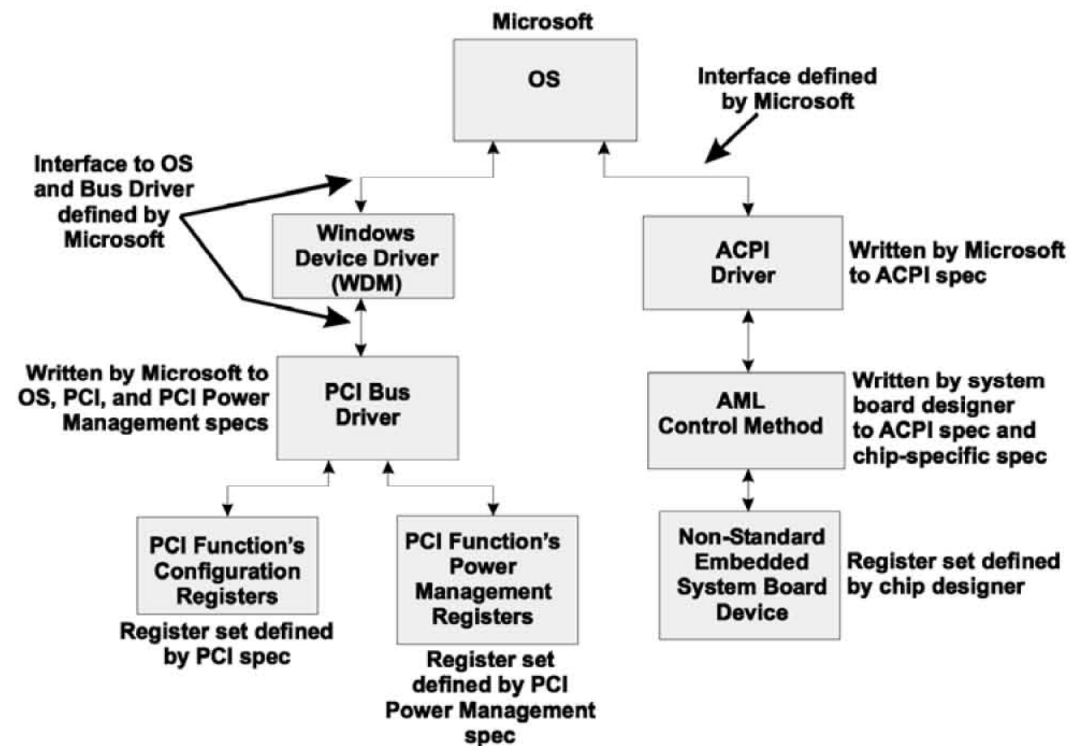 Microsoft
OS
Interface defined
by Microsoft
Interface to OS
and Bus Driver
defined by
Microsoft
Windows
Device Driver
(WDM)
ACPI
Driver
Written by Microsoft
to ACPI spec
Written by Microsoft to
OS, PCI, and PCI Power
Management specs
PCI Bus
Driver
AML
Control Method
Written by system
board designer
to ACPI spec and
chip-specific spec
PCI Function's
Configuration
Registers
Register set defined
by PCI spec
PCI Function's
Power
Management
Registers
Register set
defined by PCI
Power Management
spec
Non-Standard
Embedded
System Board
Device
Register set defined
by chip designer